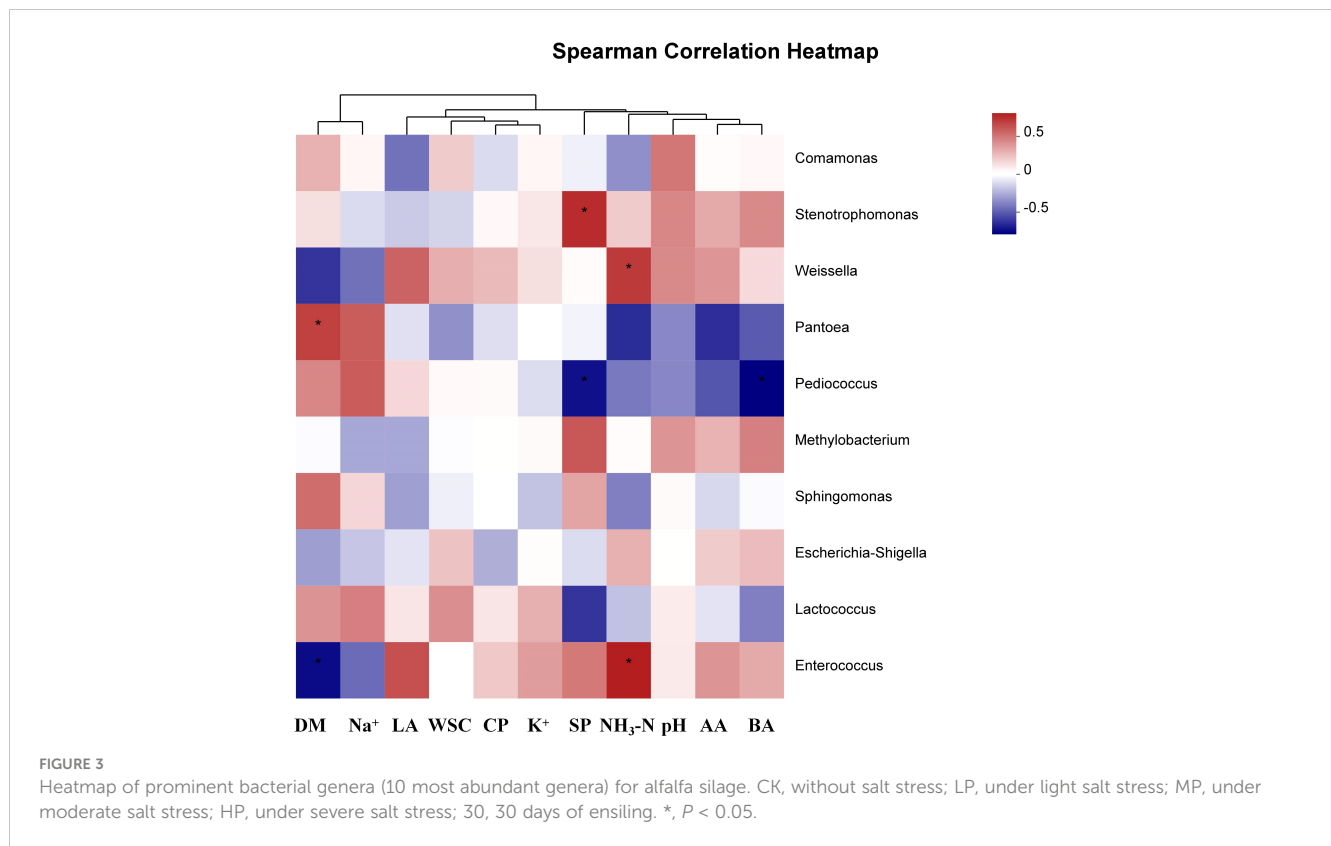 Spearman Correlation Heatmap
0.5
0
-0.5
Comamonas
*
Stenotrophomonas
*
Weissella
*
Pantoea
* *
Pediococcus
Methylobacterium
Sphingomonas
Escherichia-Shigella
Lactococcus
* *
Enterococcus
DM Na⁺ LA WSC CP K⁺ SP NH₃-N pH AA BA
FIGURE 3
Heatmap of prominent bacterial genera (10 most abundant genera) for alfalfa silage. CK, without salt stress; LP, under light salt stress; MP, under
moderate salt stress; HP, under severe salt stress; 30, 30 days of ensiling. *, P < 0.05.